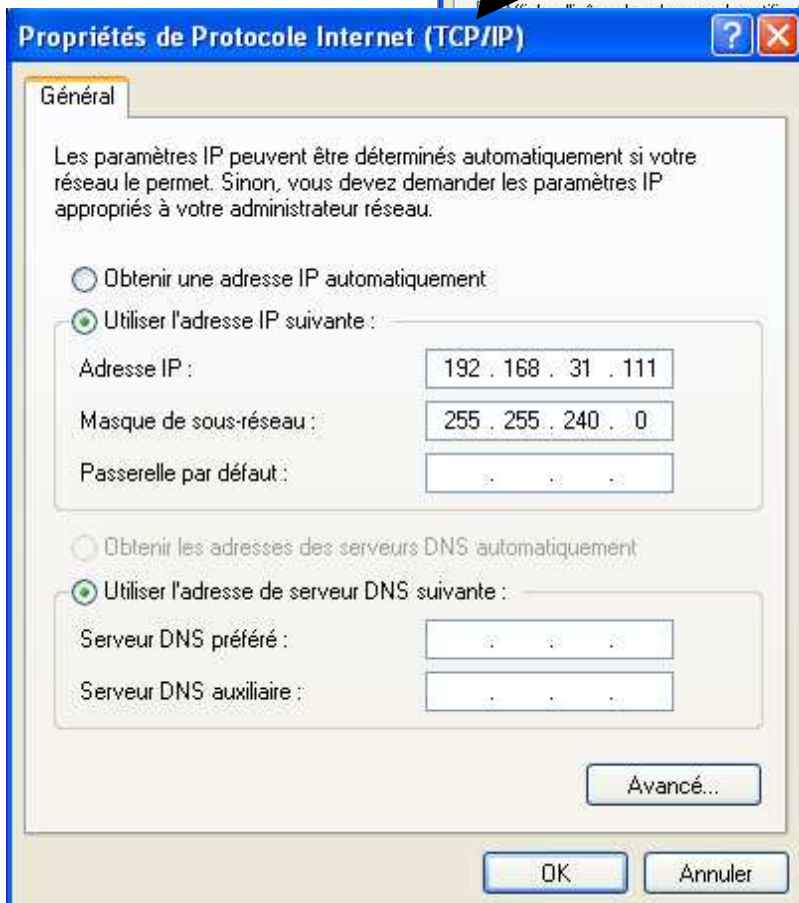 Propriétés de Protocole Internet (TCP/IP)
Général
Les paramètres IP peuvent être déterminés automatiquement si votre
réseau le permet. Sinon, vous devez demander les paramètres IP
appropriés à votre administrateur réseau.
Obtenir une adresse IP automatiquement
Utiliser l'adresse IP suivante :
Adresse IP : 192 . 168 . 31 . 111
Masque de sous-réseau : 255 . 255 . 240 . 0
Passerelle par défaut : . . .
Obtenir les adresses des serveurs DNS automatiquement
Utiliser l'adresse de serveur DNS suivante :
Serveur DNS préféré : . . .
Serveur DNS auxiliaire : . . .
Avancé...
OK Annuler